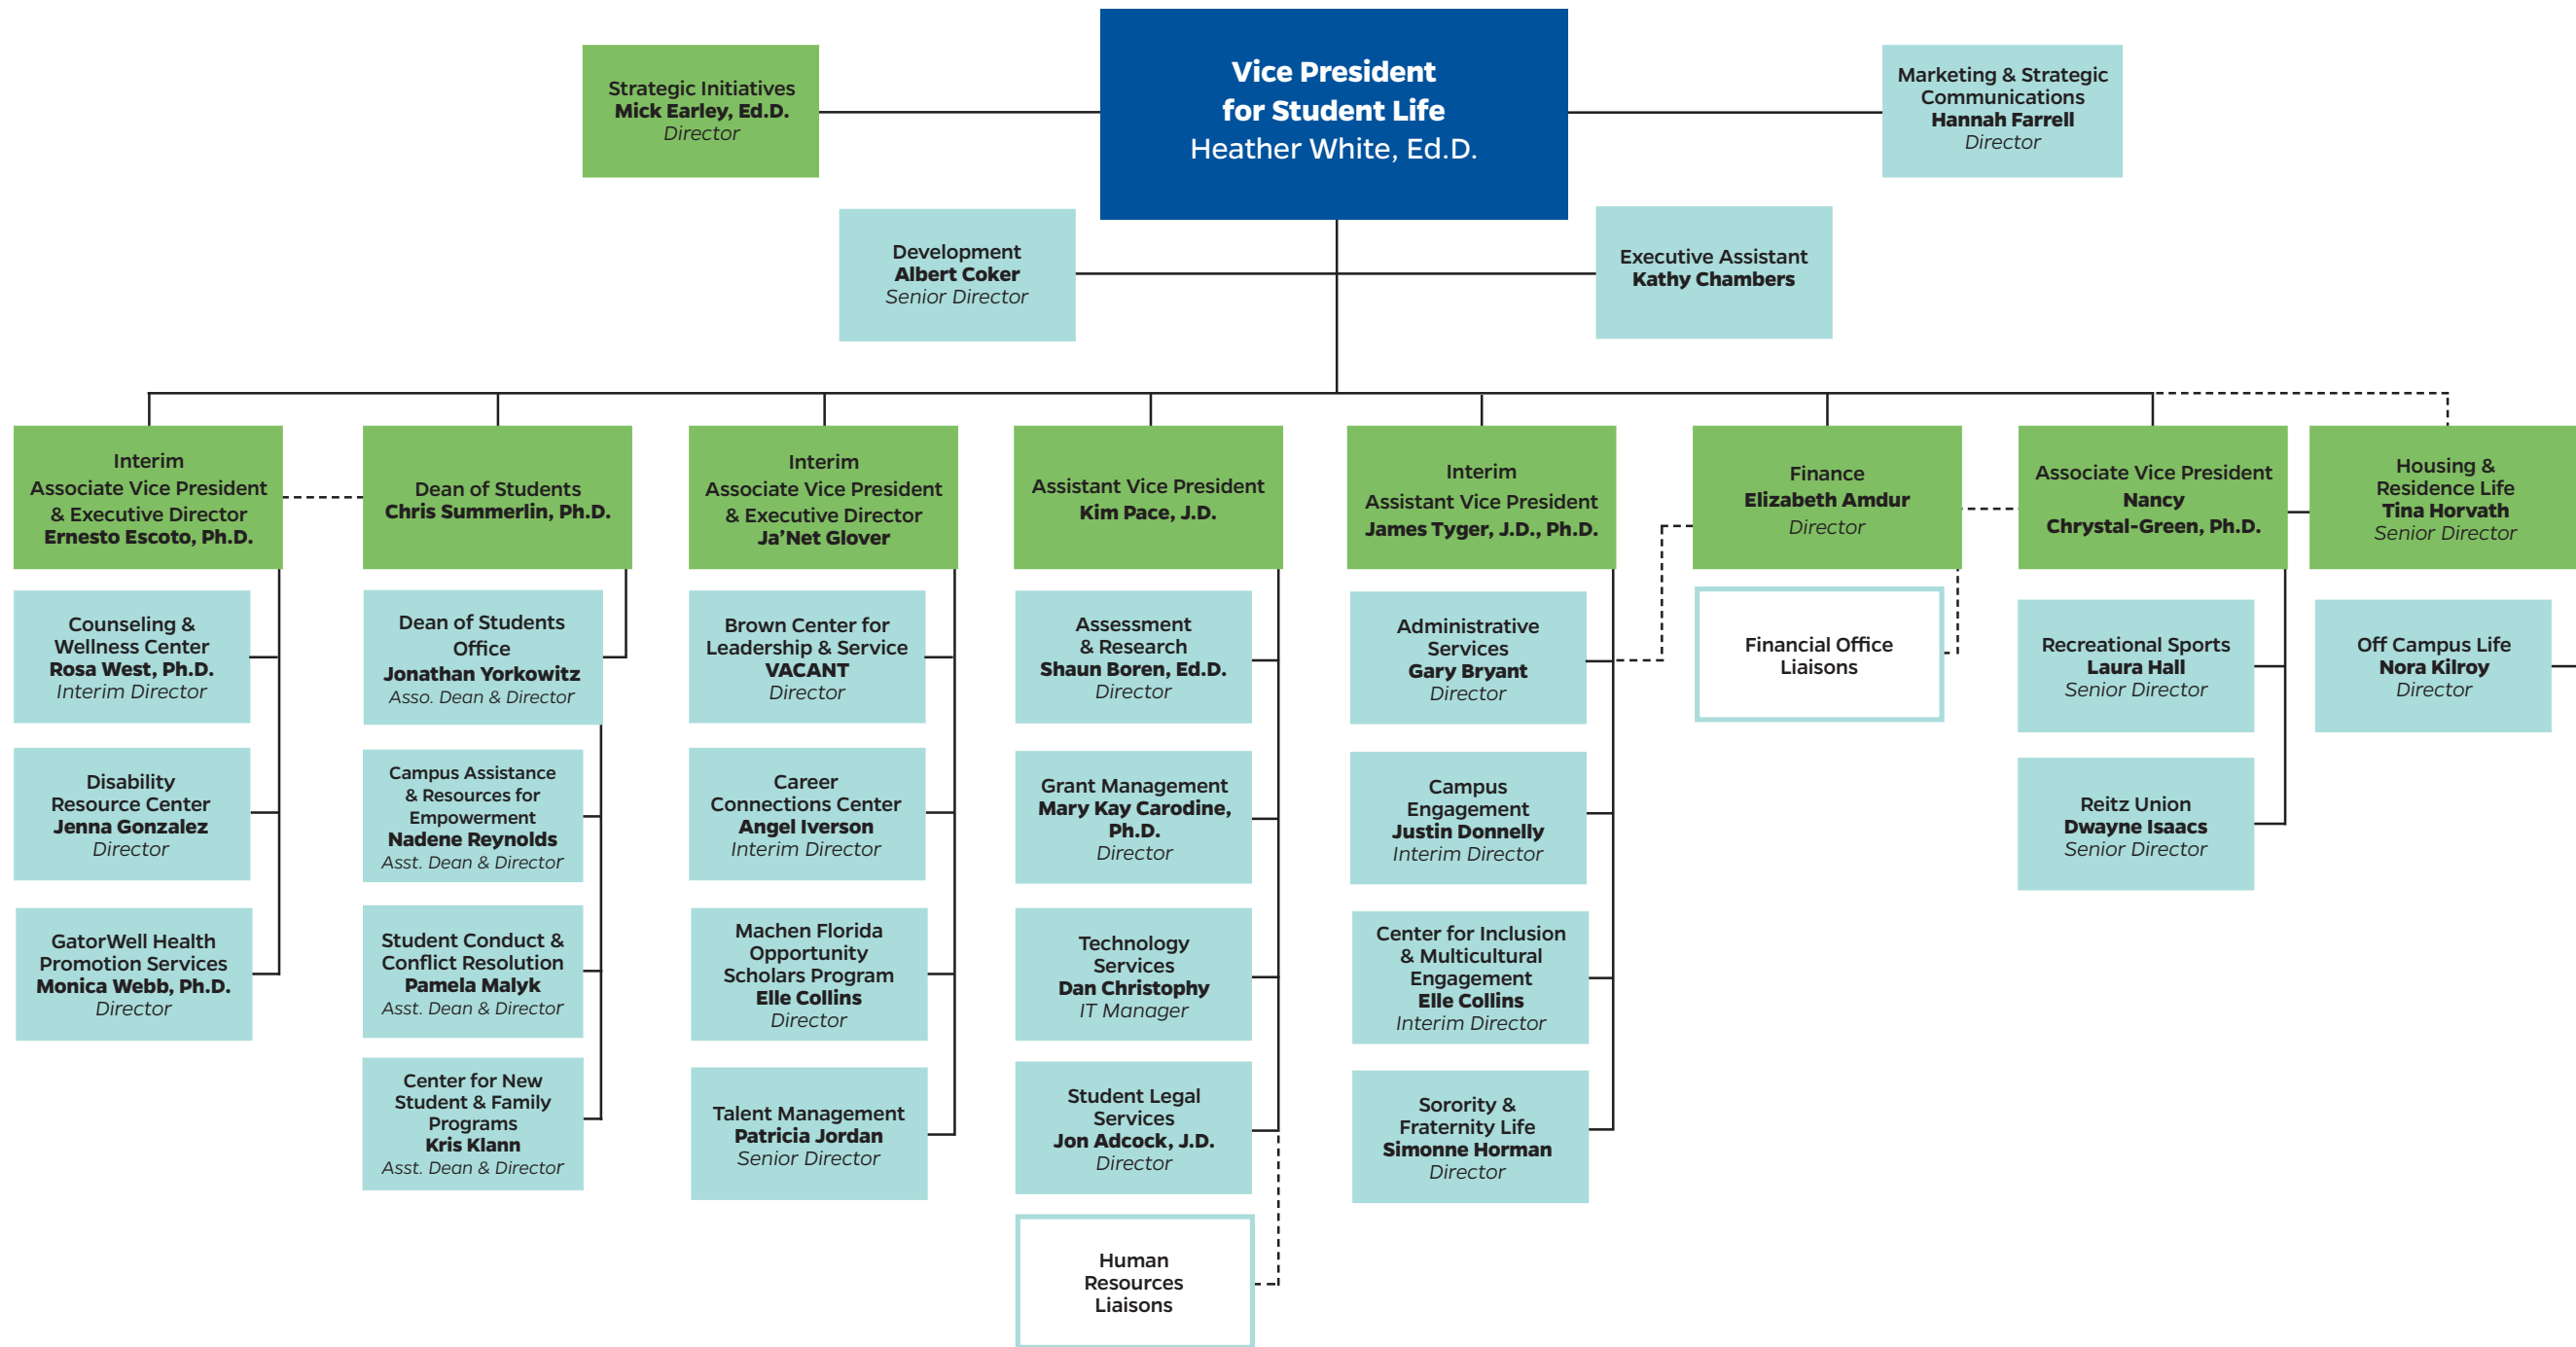 Vice President
for Student Life
Heather White, Ed.D.
Strategic Initiatives
Mick Earley, Ed.D.
Director
Marketing & Strategic
Communications
Hannah Farrell
Director
Development
Albert Coker
Senior Director
Executive Assistant
Kathy Chambers
Interim
Associate Vice President
& Executive Director
Ernesto Escoto, Ph.D.
Counseling &
Wellness Center
Rosa West, Ph.D.
Interim Director
Disability
Resource Center
Jenna Gonzalez
Director
GatorWell Health
Promotion Services
Monica Webb, Ph.D.
Director
Dean of Students
Chris Summerlin, Ph.D.
Dean of Students
Office
Jonathan Yorkowitz
Asso. Dean & Director
Campus Assistance
& Resources for
Empowerment
Nadene Reynolds
Asst. Dean & Director
Student Conduct &
Conflict Resolution
Pamela Malyk
Asst. Dean & Director
Center for New
Student & Family
Programs
Kris Klann
Asst. Dean & Director
Interim
Associate Vice President
& Executive Director
Ja’Net Glover
Brown Center for
Leadership & Service
VACANT
Director
Career
Connections Center
Angel Iverson
Interim Director
Machen Florida
Opportunity
Scholars Program
Elle Collins
Director
Talent Management
Patricia Jordan
Senior Director
Assistant Vice President
Kim Pace, J.D.
Assessment
& Research
Shaun Boren, Ed.D.
Director
Grant Management
Mary Kay Carodine,
Ph.D.
Director
Technology
Services
Dan Christophy
IT Manager
Student Legal
Services
Jon Adcock, J.D.
Director
Human
Resources
Liaisons
Interim
Assistant Vice President
James Tyger, J.D., Ph.D.
Administrative
Services
Gary Bryant
Director
Campus
Engagement
Justin Donnelly
Interim Director
Center for Inclusion
& Multicultural
Engagement
Elle Collins
Interim Director
Sorority &
Fraternity Life
Simonne Horman
Director
Finance
Elizabeth Amdur
Director
Financial Office
Liaisons
Associate Vice President
Nancy
Chrystal-Green, Ph.D.
Recreational Sports
Laura Hall
Senior Director
Reitz Union
Dwayne Isaacs
Senior Director
Housing &
Residence Life
Tina Horvath
Senior Director
Off Campus Life
Nora Kilroy
Director